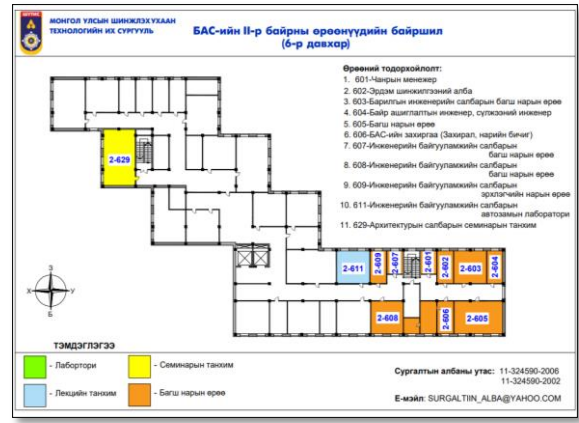 МОНГОЛ УЛСЫН ШИНЖЛЭХ УХААН
ТЕХНОЛОГИЙН ИХ СУРГУУЛЬ
БАС-ийн II-р байрны өрөөнүүдийн байршил
(6-р давхар)
Өрөөний тодорхойлолт:
1. 601-Чанрын менежер
2. 602-Эрдэм шинжилгээний алба
3. 603-Барилгын инженерийн салбарын багш нарын өрөө
4. 604-Байр ашиглалтын инженер, сүлжээний инженер
5. 605-Багш нарын өрөө
6. 606-БАС-ийн захиргаа (Захирал, нарийн бичиг)
7. 607-Инженерийн байгууламжийн салбарын
багш нарын өрөө
8. 608-Инженерийн байгууламжийн салбарын
багш нарын өрөө
9. 609-Инженерийн байгууламжийн салбарын
эрхлэгчийн нарын өрөө
10. 611-Инженерийн байгууламжийн салбарын
автозамын лаборатори
11. 629-Архитектурын салбарын семинарын танхим
2-629
2-611
2-609
2-607
2-601
2-602
2-603
2-604
2-608
2-606
2-605
З
Х
У
Б
ТЭМДЭГЛЭГЭЭ
- Лабортори
- Семинарын танхим
- Лекцийн танхим
- Багш нарын өрөө
Сургалтын албаны утас: 11-324590-2006
11-324590-2002
Е-мэйл: SURGALTIIN_ALBA@YAHOO.COM